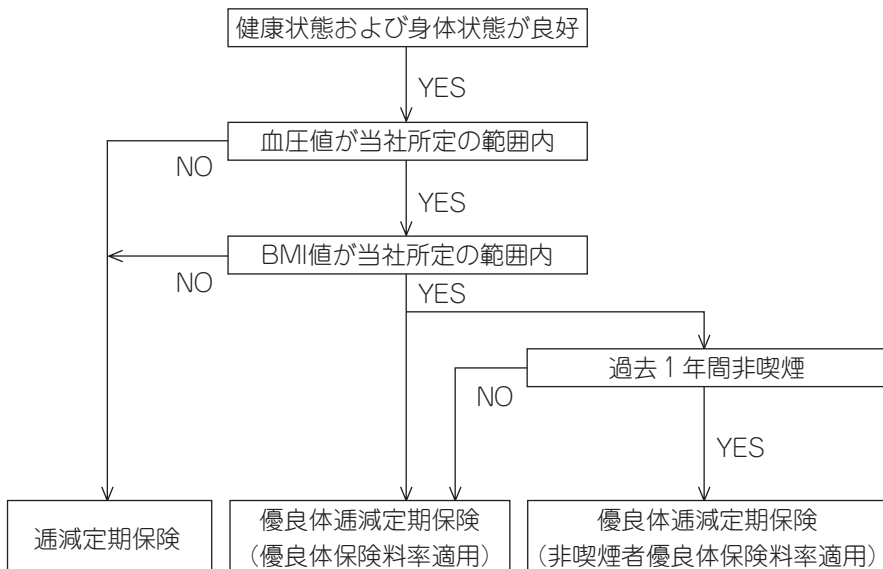 健康状態および身体状態が良好
YES
血圧値が当社所定の範囲内
NO
YES
BMI値が当社所定の範囲内
NO
YES
過去1年間非喫煙
NO
YES
逓減定期保険
優良体逓減定期保険
（優良体保険料率適用）
優良体逓減定期保険
（非喫煙者優良体保険料率適用）